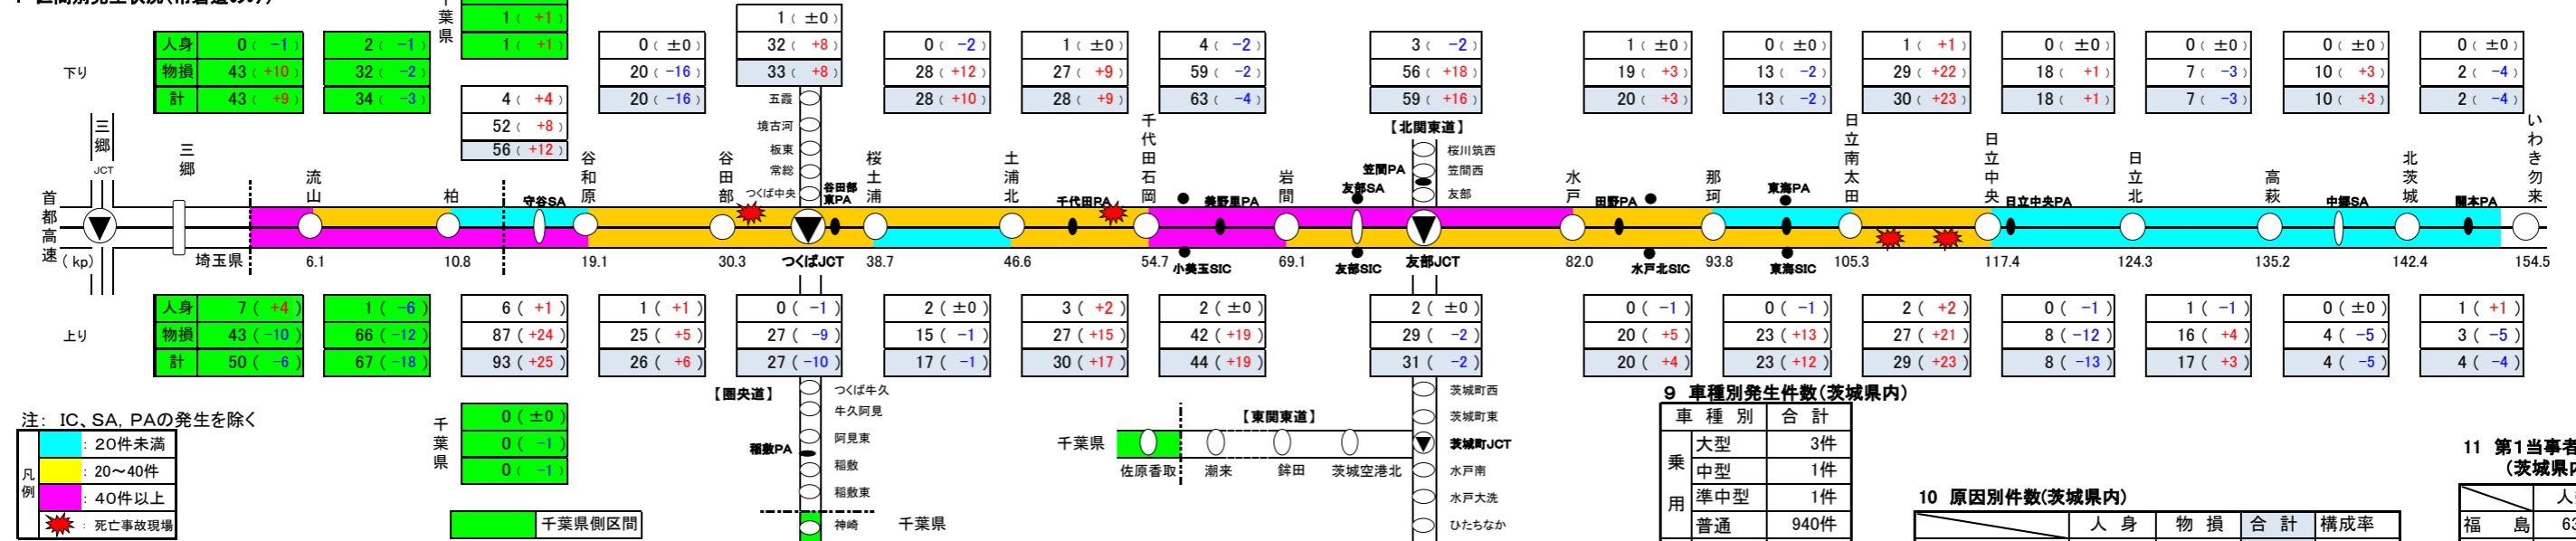 千葉県
1( +1)
1( +1)
1( ±0)
32( +8)
33( +8)
下り
人身 0( -1) 2( -1) 0( ±0) 0( -2) 1( ±0) 4( -2) 3( -2) 1( ±0) 0( ±0) 1( +1) 0( ±0) 0( ±0) 0( ±0) 0( ±0)
物損 43( +10) 32( -2) 20( -16) 28( +12) 27( +9) 59( -2) 56( +18) 19( +3) 13( -2) 29( +22) 18( +1) 7( -3) 10( +3) 2( -4)
計 43( +9) 34( -3) 20( -16) 28( +10) 28( +9) 63( -4) 59( +16) 20( +3) 13( -2) 30( +23) 18( +1) 7( -3) 10( +3) 2( -4)
4( +4)
52( +8)
56( +12)
五霞
境古河
板東
常総
つくば中央
【北関東道】
桜川筑西
笠間西
友部
笠間PA
三郷JCT
三郷
流山
柏
守谷SA
谷和原
谷田部
谷田部東PA
桜土浦
土浦北
千代田PA
千代田石岡
美野里PA
岩間
友部SA
水戸
田野PA
那珂
東海PA
日立南太田
日立中央
日立中央PA
日立北
高萩
中郷SA
北茨城
関本PA
いわき勿来
首都高速
(kp) 埼玉県 6.1 10.8 19.1 30.3 つくばJCT 38.7 46.6 54.7 小美玉SIC 69.1 友部SIC 友部JCT 82.0 水戸北SIC 93.8 東海SIC 105.3 117.4 124.3 135.2 142.4 154.5
上り
人身 7( +4) 1( -6) 6( +1) 1( +1) 0( -1) 2( ±0) 3( +2) 2( ±0) 2( ±0) 0( -1) 0( -1) 2( +2) 0( -1) 1( -1) 0( ±0) 1( +1)
物損 43( -10) 66( -12) 87( +24) 25( +5) 27( -9) 15( -1) 27( +15) 42( +19) 29( -2) 20( +5) 23( +13) 27( +21) 8( -12) 16( +4) 4( -5) 3( -5)
計 50( -6) 67( -18) 93( +25) 26( +6) 27( -10) 17( -1) 30( +17) 44( +19) 31( -2) 20( +4) 23( +12) 29( +23) 8( -13) 17( +3) 4( -5) 4( -4)
【圏央道】
つくば牛久
牛久阿見
阿見東
稲敷PA
稲敷
稲敷東
神崎
千葉県
注: IC、SA, PAの発生を除く
凡例
: 20件未満
: 20~40件
: 40件以上
: 死亡事故現場
千葉県
0( ±0)
0( -1)
0( -1)
千葉県側区間
【東関東道】
千葉県
佐原香取 潮来 鉾田 茨城空港北
茨城町西
茨城町東
茨城町JCT
水戸南
水戸大洗
ひたちなか
9 車種別発生件数(茨城県内)
車種別 合計
乗用
大型 3件
中型 1件
準中型 1件
普通 940件
10 原因別件数(茨城県内)
人身 物損 合計 構成率
11 第1当事者
福島